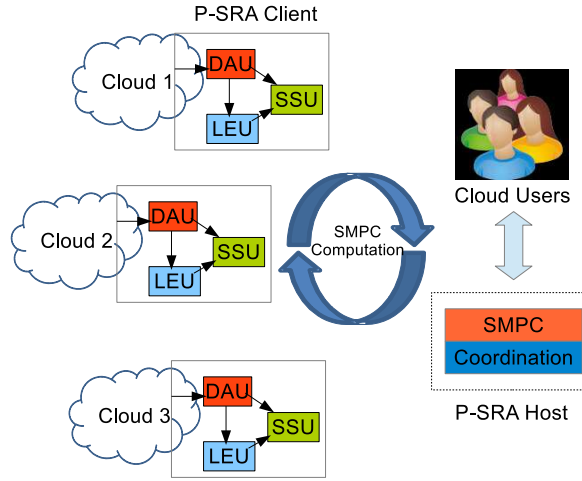 P-SRA Client
Cloud 1
DAU
SSU
LEU
Cloud Users
Cloud 2
DAU
SSU
LEU
SMPC
Computation
SMPC
Coordination
P-SRA Host
Cloud 3
DAU
SSU
LEU